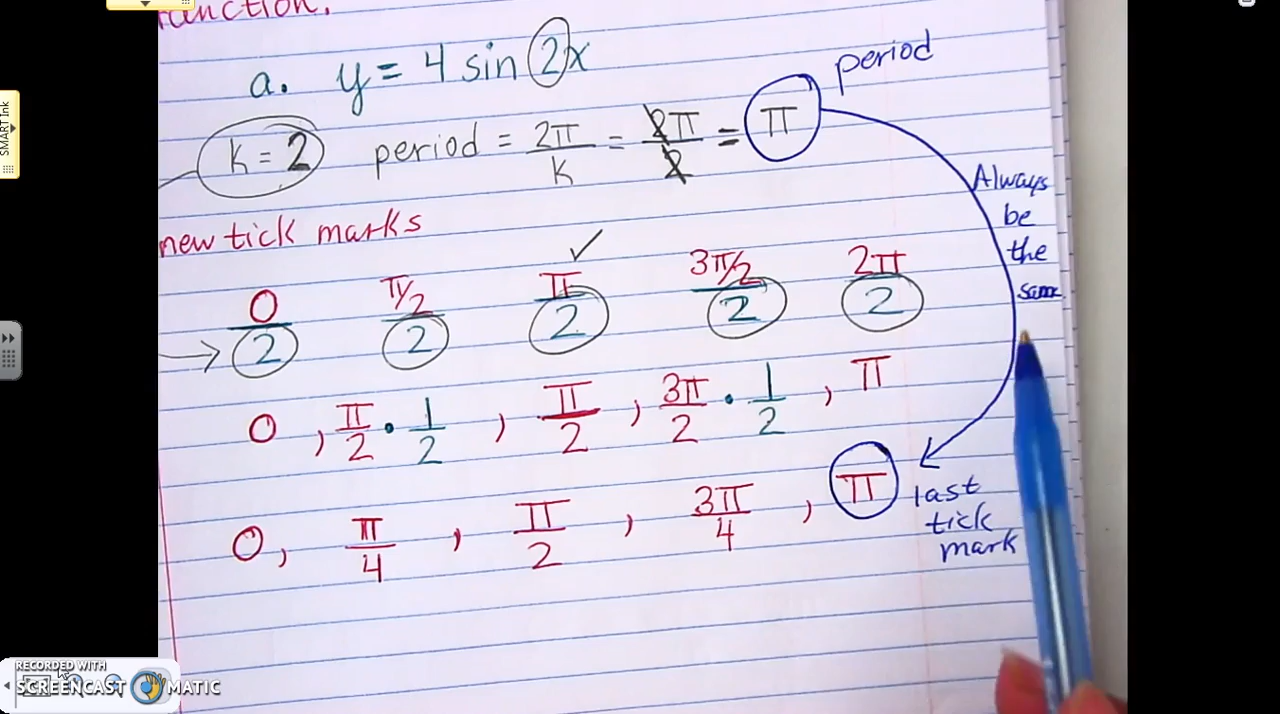 function.
a. y = 4 sin 2x
period
k = 2 period = 2π/k = 2π/2 = π
Always
be
the
same.
new tick marks
0/2 π/2/2 π/2 ✓ 3π/2/2 2π/2
0, π/2 · 1/2, π/2, 3π/2 · 1/2, π
0, π/4, π/2, 3π/4, π
last
tick
mark
SMART Ink
RECORDED WITH
SCREENCAST MATIC